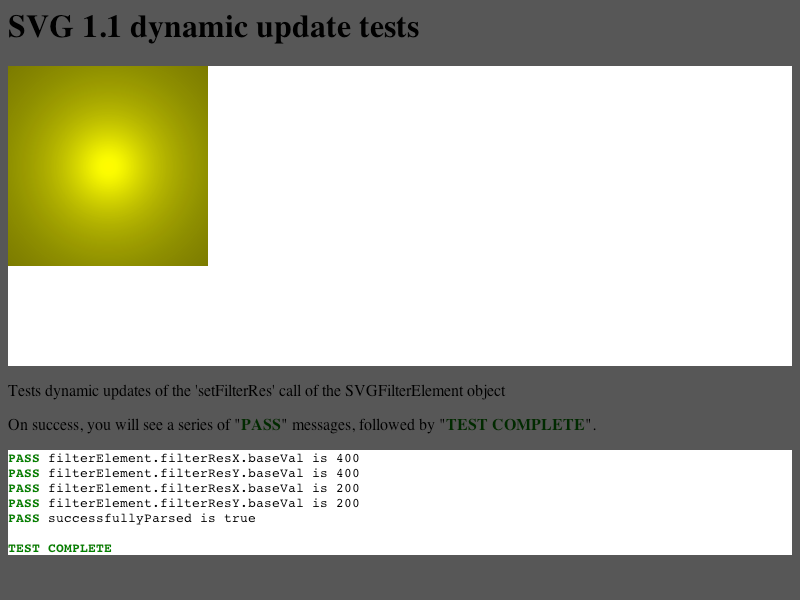 SVG 1.1 dynamic update tests
Tests dynamic updates of the 'setFilterRes' call of the SVGFilterElement object
On success, you will see a series of "PASS" messages, followed by "TEST COMPLETE".
PASS filterElement.filterResX.baseVal is 400
PASS filterElement.filterResY.baseVal is 400
PASS filterElement.filterResX.baseVal is 200
PASS filterElement.filterResY.baseVal is 200
PASS successfullyParsed is true
TEST COMPLETE